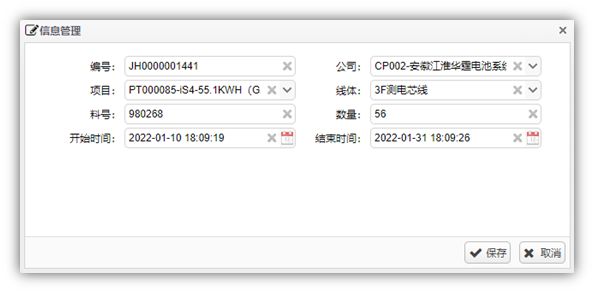 信息管理
编号： JH0000001441 公司： CP002-安徽江淮华霆电池系统
项目： PT000085-iS4-55.1KWH（G 线体： 3F测电芯线
料号： 980268 数量： 56
开始时间： 2022-01-10 18:09:19 结束时间： 2022-01-31 18:09:26
保存 取消